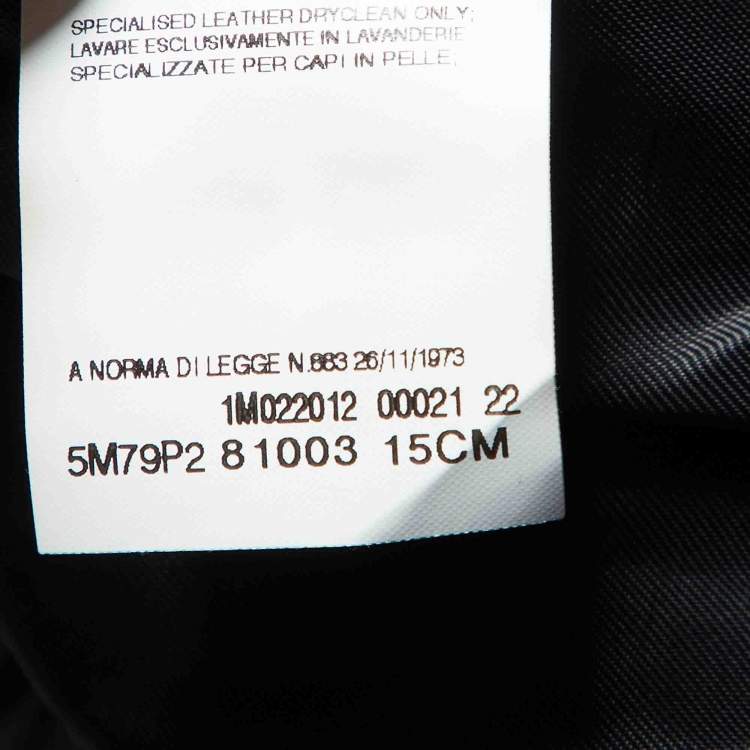 SPECIALISED LEATHER DRYCLEAN ONLY;
LAVARE ESCLUSIVAMENTE IN LAVANDERIE
SPECIALIZZATE PER CAPI IN PELLE;
A NORMA DI LEGGE N.883 26/11/1973
1M022012 00021 22
5M79P2 81003 15CM